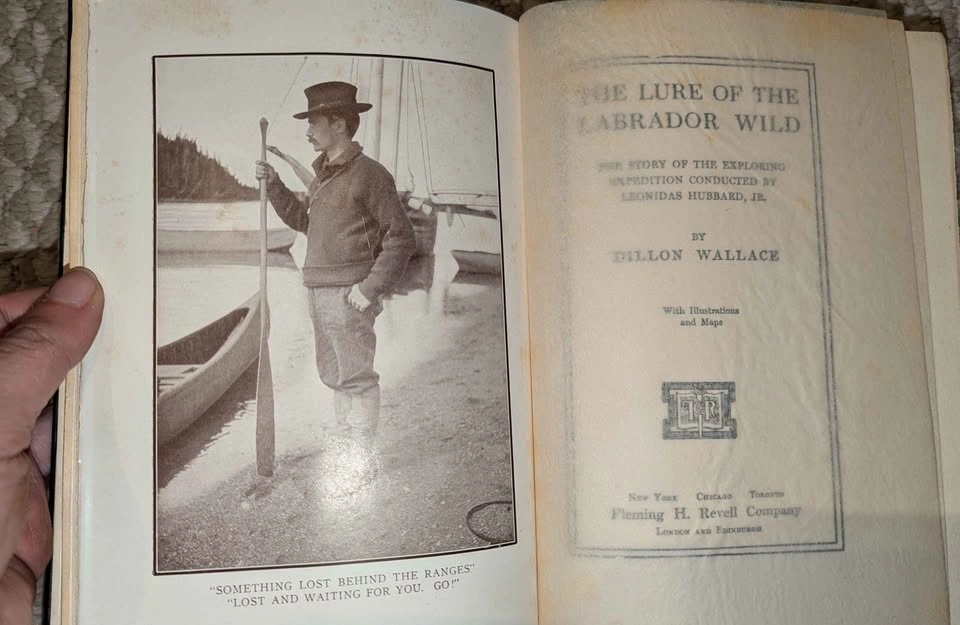 "SOMETHING LOST BEHIND THE RANGES"
"LOST AND WAITING FOR YOU. GO!"
THE LURE OF THE
LABRADOR WILD
THE STORY OF THE EXPLORING
EXPEDITION CONDUCTED BY
LEONIDAS HUBBARD, JR.
BY
DILLON WALLACE
With Illustrations
and Maps
New York Chicago Toronto
Fleming H. Revell Company
London and Edinburgh